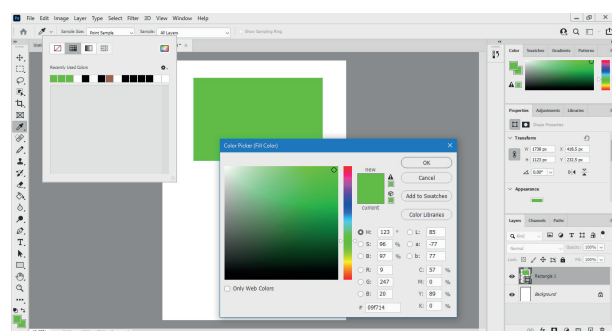 Ps File Edit Image Layer Type Select Filter 3D View Window Help
Sample Size: Point Sample Sample: All Layers Show Sampling Ring
Recently Used Colors
Color Swatches Gradients Patterns
Color Picker (Fill Color)
new
current
OK
Cancel
Add to Swatches
Color Libraries
H: 123 ° L: 85
S: 96 % a: -77
B: 97 % b: 77
R: 9 C: 57 %
G: 247 M: 0 %
B: 20 Y: 89 %
# 09f714 K: 0 %
Only Web Colors
Properties Adjustments Libraries
Shape Properties
Transform
W: 1738 px X: 418.5 px
H: 1123 px Y: 232.5 px
0.00°
Appearance
Layers Channels Paths
Normal Opacity: 100%
Lock: Fill: 100%
Rectangle 1
Background